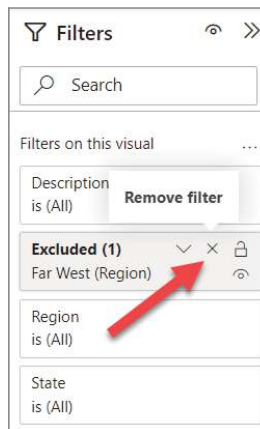 Filters
Search
Filters on this visual
...
Description
is (All)
Remove filter
Excluded (1)
Far West (Region)
Region
is (All)
State
is (All)